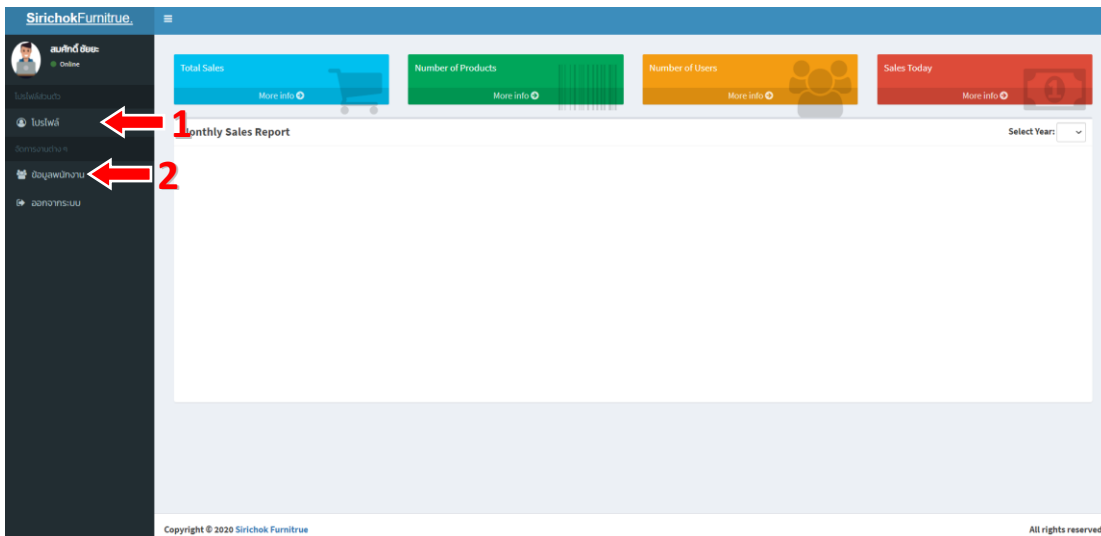 SirichokFurnitrue.
สมศักดิ์ ชัยยะ
Online
โปรไฟล์ส่วนตัว
โปรไฟล์
1
จัดการงานต่าง ๆ
ข้อมูลพนักงาน
2
ออกจากระบบ
Total Sales
More info
Number of Products
More info
Number of Users
More info
Sales Today
More info
1
Monthly Sales Report
Select Year:
Copyright © 2020 Sirichok Furnitrue
All rights reserved